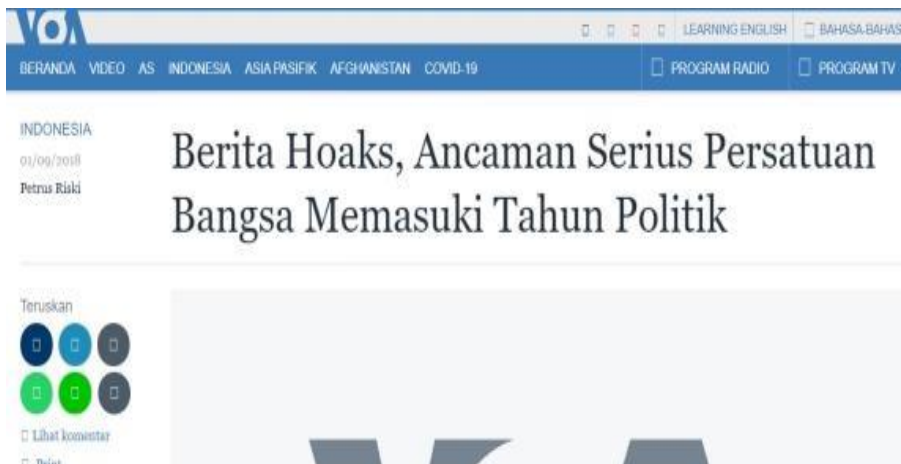 VOA
LEARNING ENGLISH BAHASA-BAHAS
BERANDA VIDEO AS INDONESIA ASIA PASIFIK AFGHANISTAN COVID-19 PROGRAM RADIO PROGRAM TV
INDONESIA
01/09/2018
Petrus Riski
Berita Hoaks, Ancaman Serius Persatuan
Bangsa Memasuki Tahun Politik
Teruskan
Lihat komentar
Print